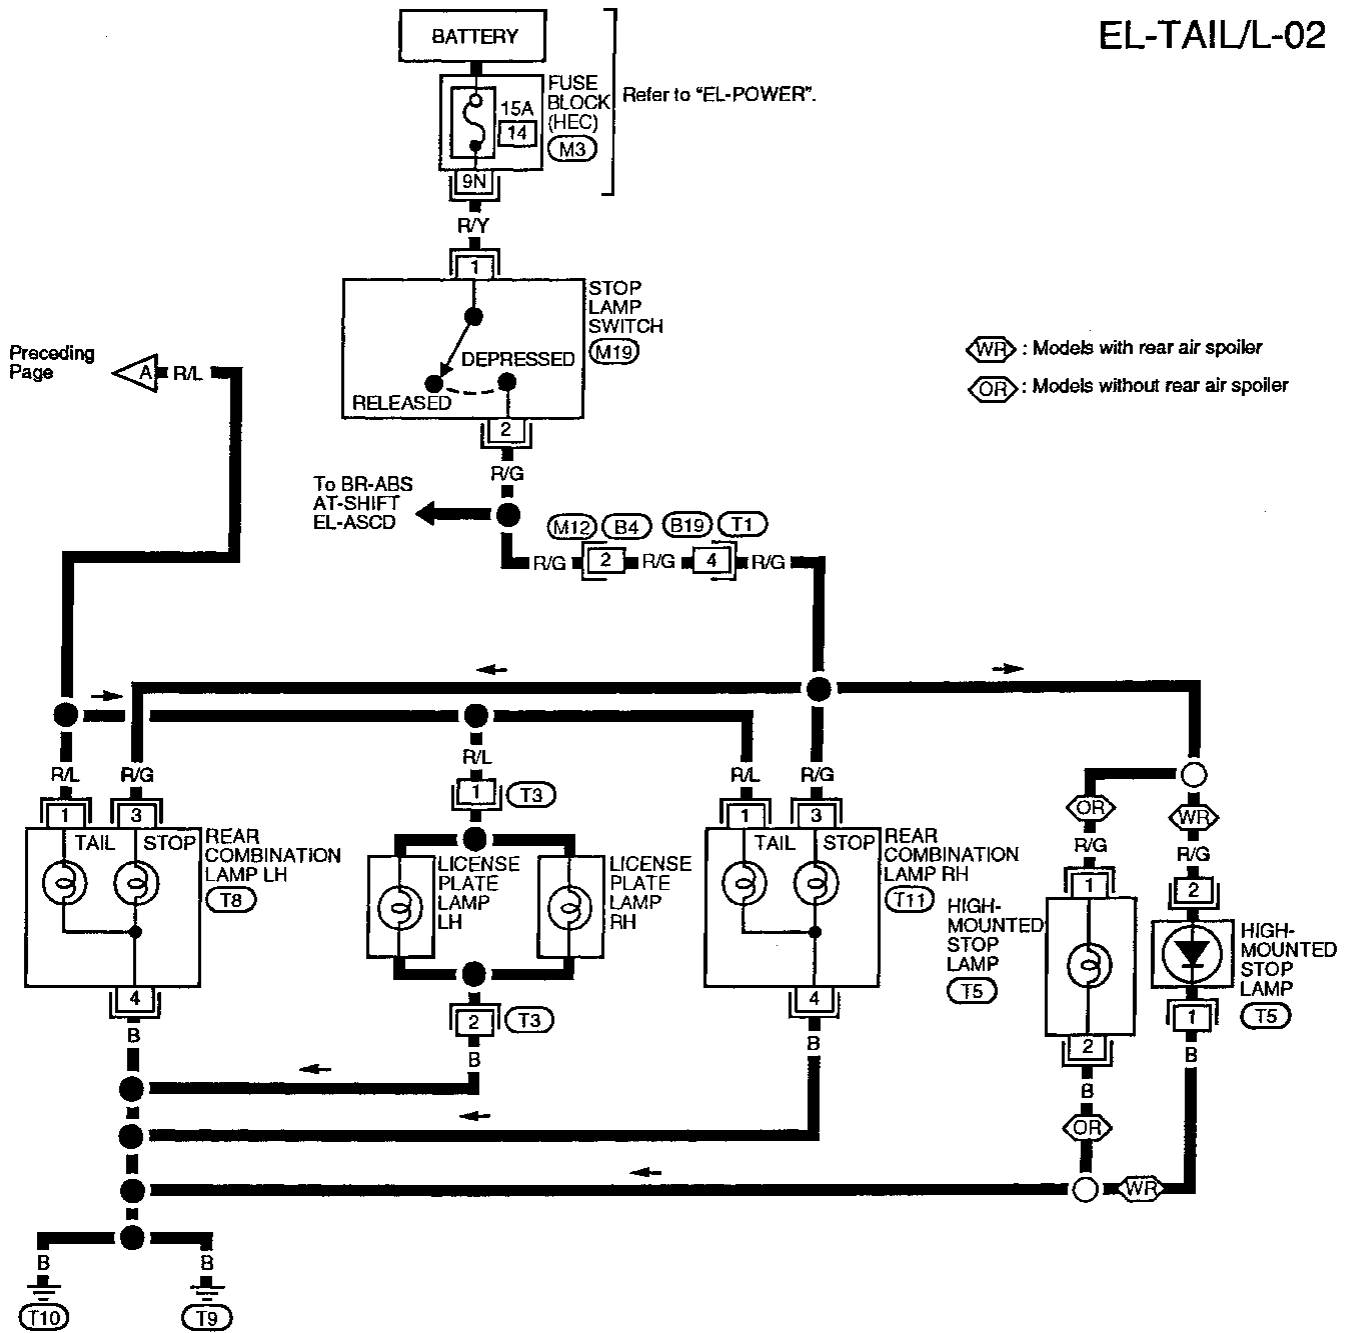 EL-TAIL/L-02
BATTERY
FUSE
BLOCK
(HEC)
M3
15A
14
9N
Refer to "EL-POWER".
R/Y
1
STOP
LAMP
SWITCH
M19
DEPRESSED
RELEASED
2
R/G
Preceding
Page
A
R/L
WR : Models with rear air spoiler
OR : Models without rear air spoiler
To BR-ABS
AT-SHIFT
EL-ASCD
M12 B4 B19 T1
R/G 2 R/G 4 R/G
R/L R/G
1 3
TAIL STOP
REAR
COMBINATION
LAMP LH
T8
4
B
R/L
1 T3
LICENSE
PLATE
LAMP
LH
LICENSE
PLATE
LAMP
RH
2 T3
B
R/L R/G
1 3
TAIL STOP
REAR
COMBINATION
LAMP RH
T11
4
B
OR
R/G
1
HIGH-
MOUNTED
STOP
LAMP
T5
2
B
OR
WR
R/G
2
HIGH-
MOUNTED
STOP
LAMP
T5
1
B
WR
B B
T10 T9